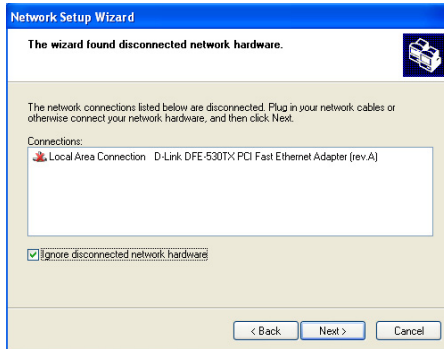 Network Setup Wizard
The wizard found disconnected network hardware.
The network connections listed below are disconnected. Plug in your network cables or
otherwise connect your network hardware, and then click Next.
Connections:
Local Area Connection D-Link DFE-530TX PCI Fast Ethernet Adapter (rev.A)
Ignore disconnected network hardware
< Back Next > Cancel